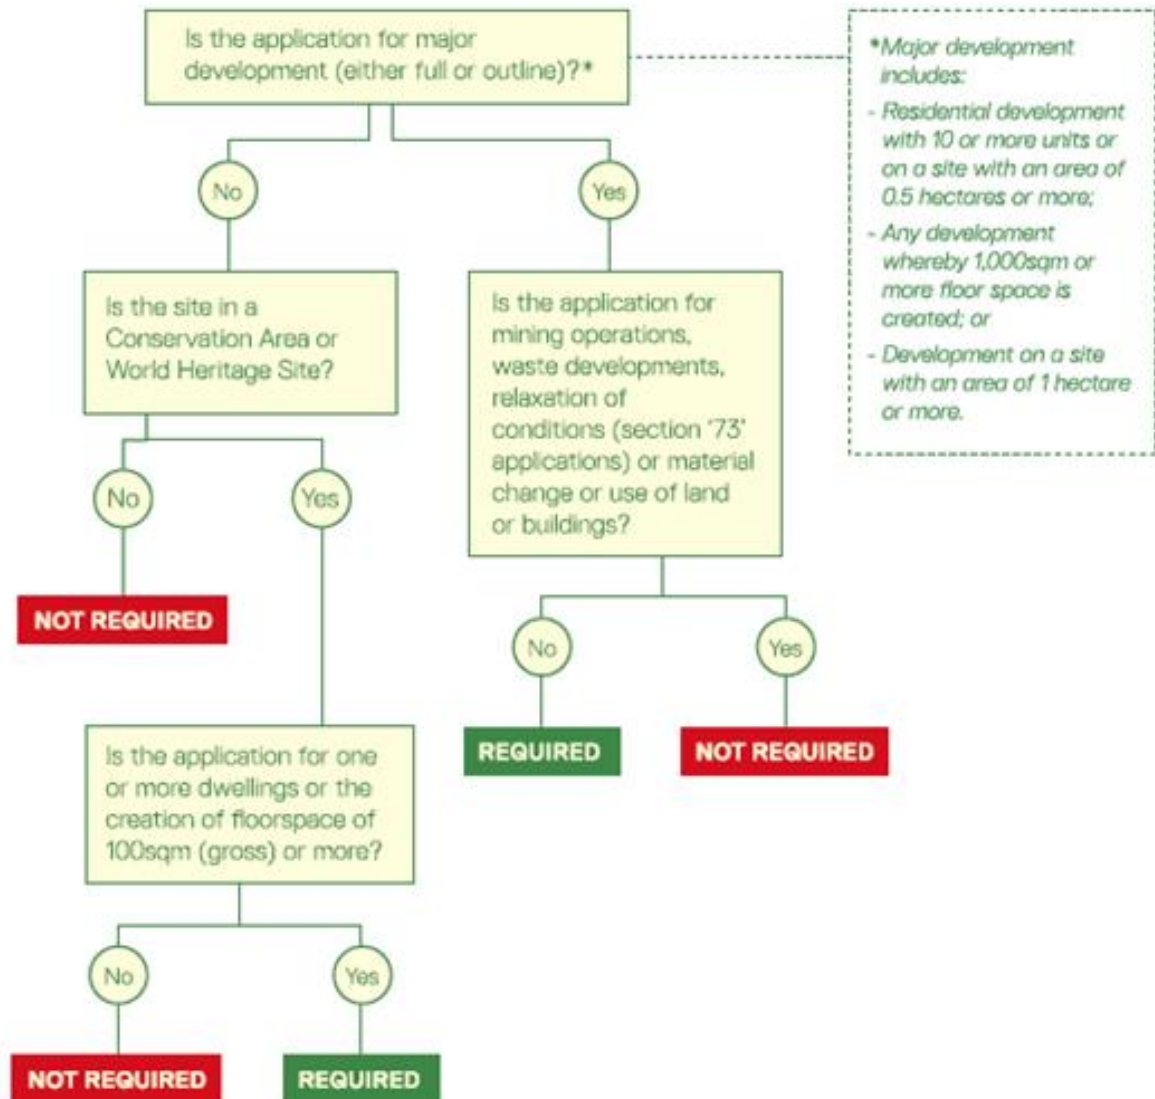 Is the application for major
development (either full or outline)?*
*Major development
includes:
- Residential development
with 10 or more units or
on a site with an area of
0.5 hectares or more;
- Any development
whereby 1,000sqm or
more floor space is
created; or
- Development on a site
with an area of 1 hectare
or more.
No
Yes
Is the site in a
Conservation Area or
World Heritage Site?
Is the application for
mining operations,
waste developments,
relaxation of
conditions (section '73'
applications) or material
change or use of land
or buildings?
No
Yes
NOT REQUIRED
No
Yes
REQUIRED
NOT REQUIRED
Is the application for one
or more dwellings or the
creation of floorspace of
100sqm (gross) or more?
No
Yes
NOT REQUIRED
REQUIRED